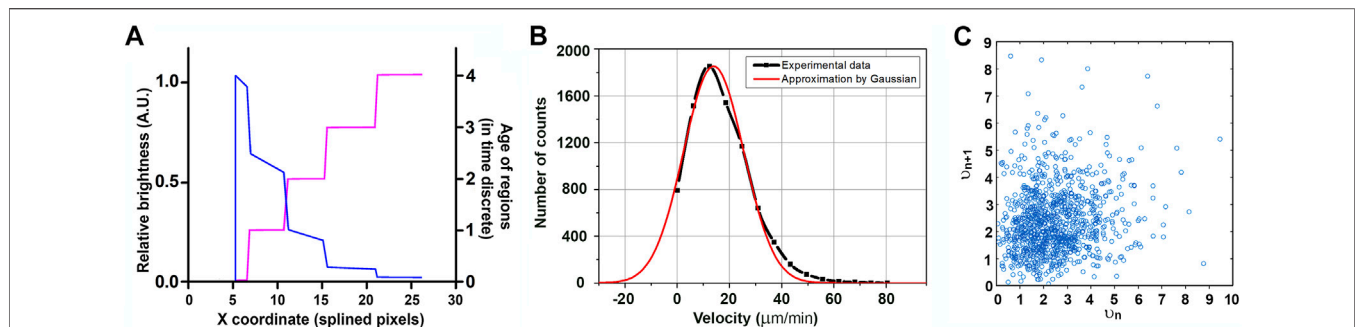 A
Relative brightness (A.U.)
1.0
0.5
0.0
4
3
2
1
0
Age of regions
(in time discrete)
0 5 10 15 20 25 30
X coordinate (splined pixels)
B
Number of counts
2000
1600
1200
800
400
0
Experimental data
Approximation by Gaussian
-20 0 20 40 60 80
Velocity (μm/min)
C
υn+1
9
8
7
6
5
4
3
2
1
0
0 1 2 3 4 5 6 7 8 9 10
υn